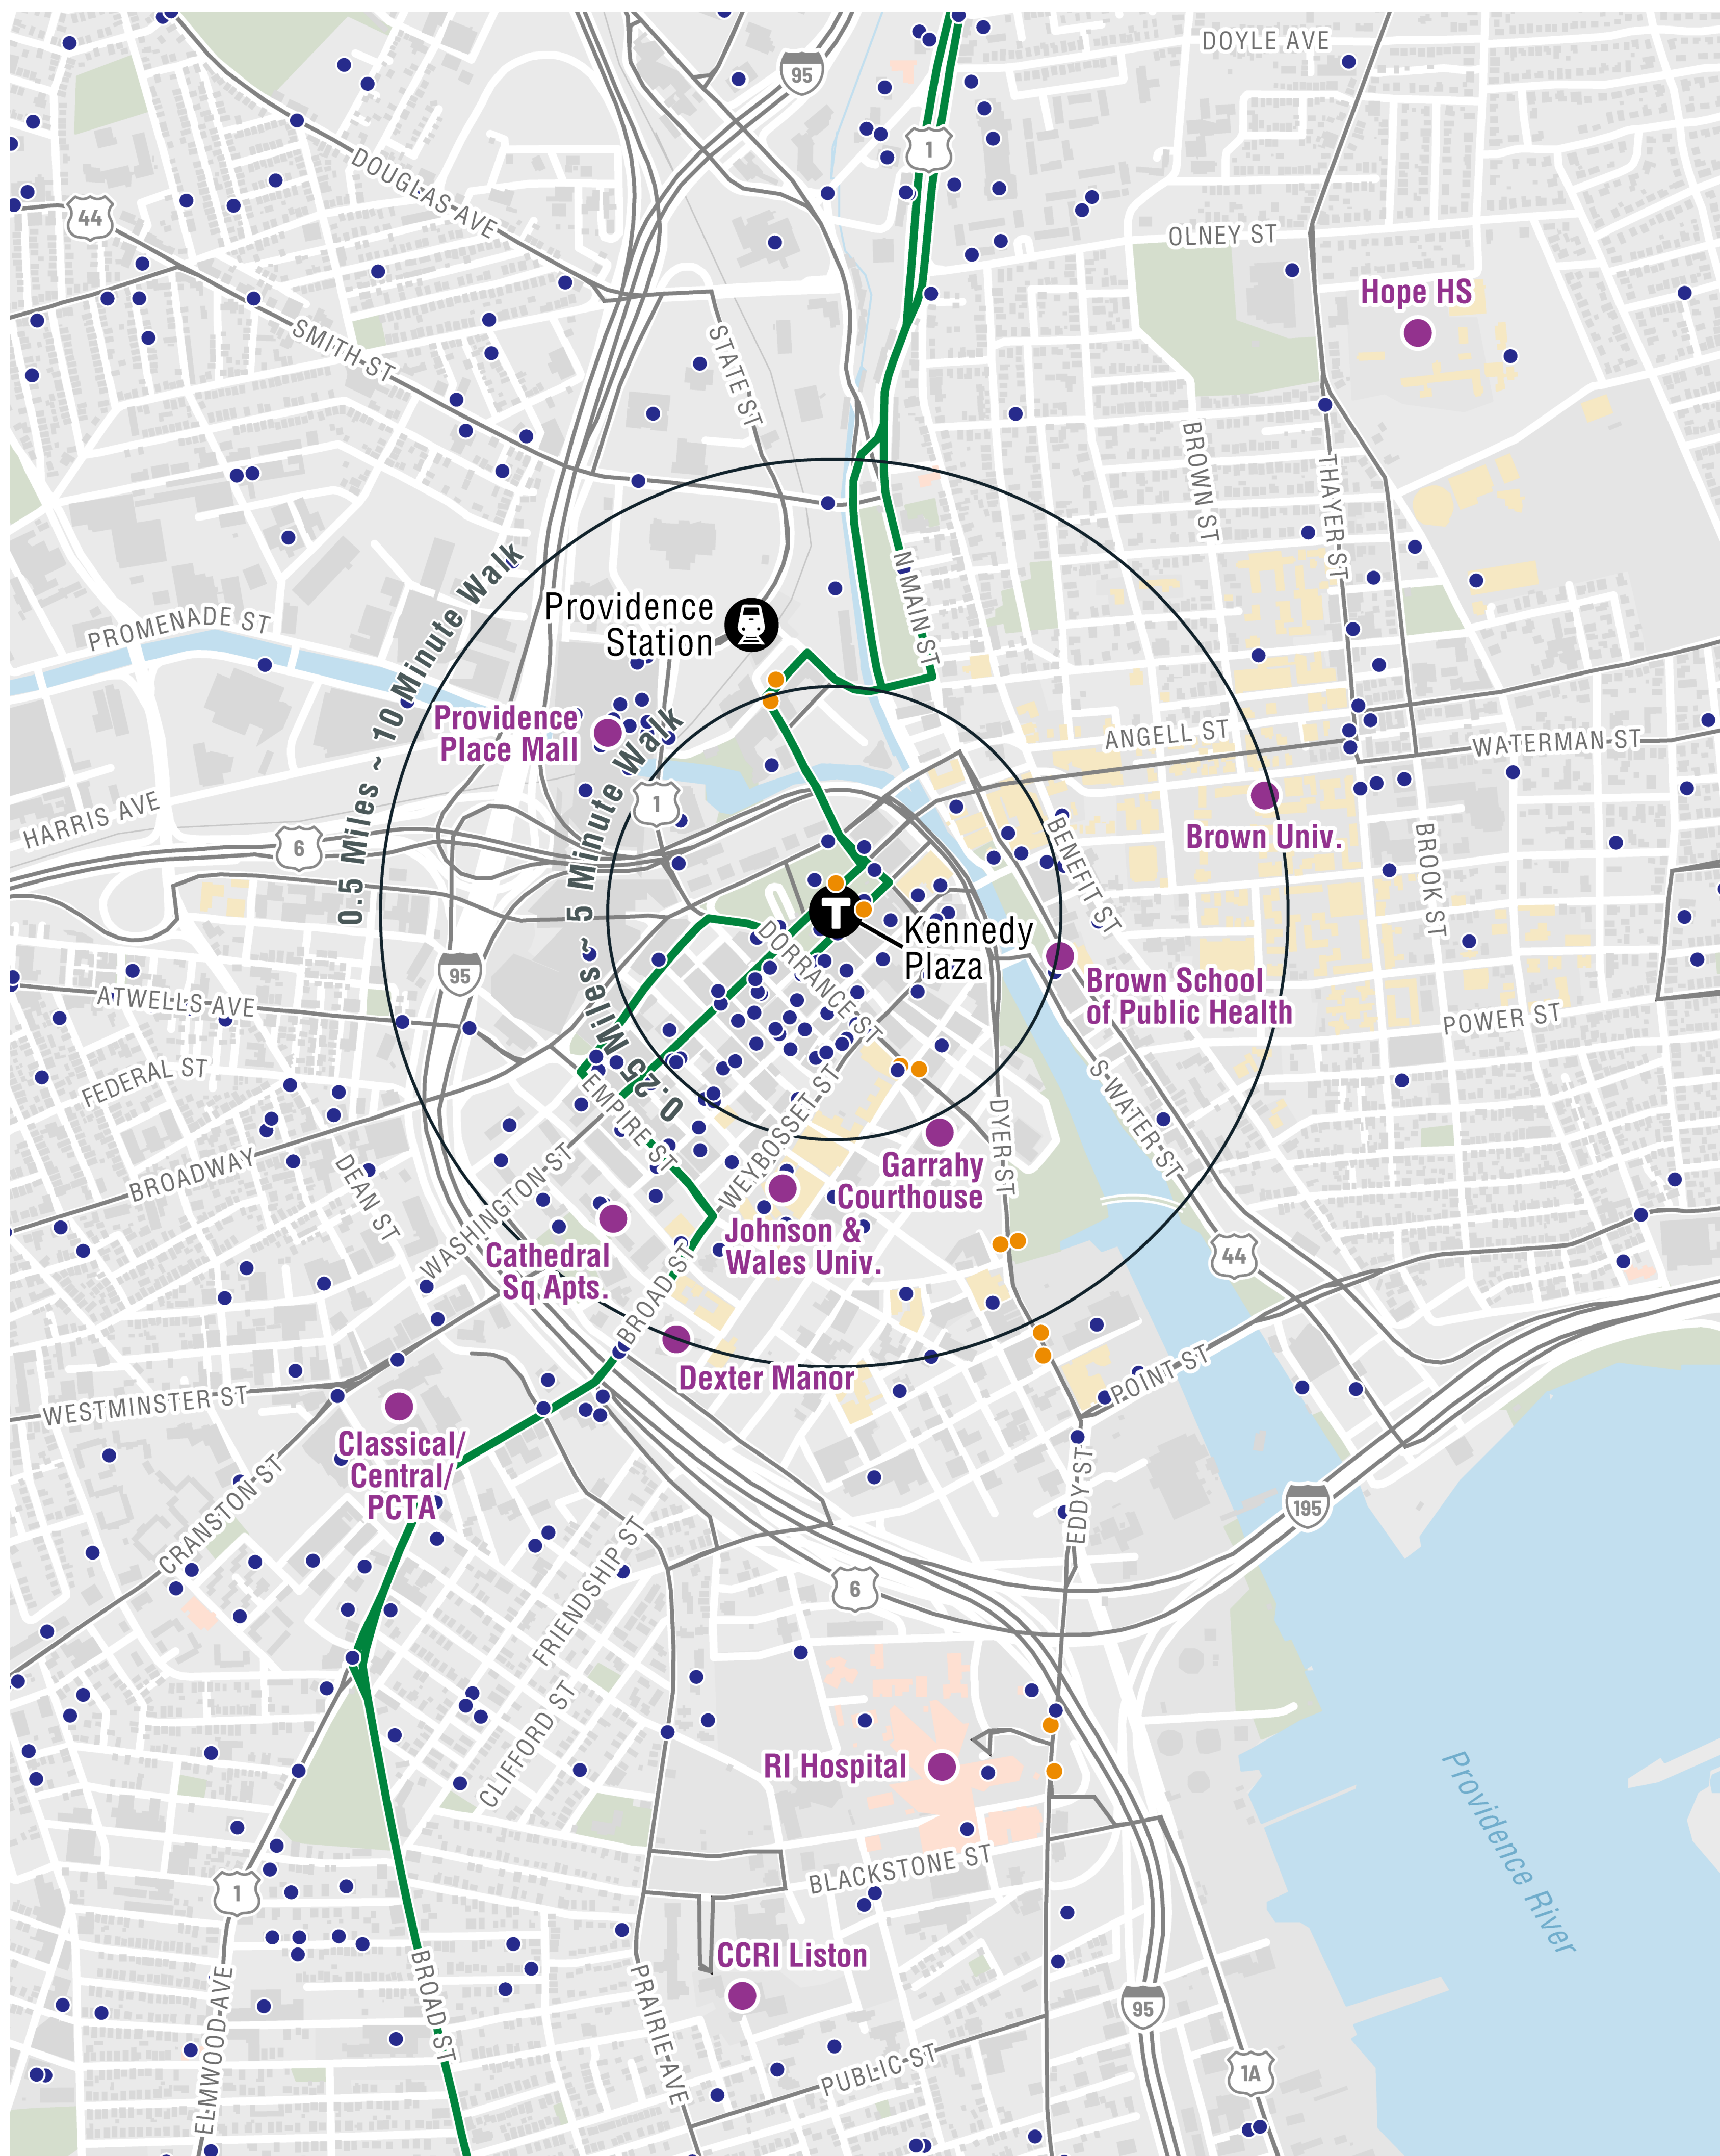 DOYLE AVE
95
1
DOUGLAS AVE
44
OLNEY ST
Hope HS
SMITH ST
STATE ST
BROWN ST
THAYER ST
N MAIN ST
0.5 Miles ~ 10 Minute Walk
PROMENADE ST
Providence
Station
Providence
Place Mall
0.25 Miles ~ 5 Minute Walk
ANGELL ST
WATERMAN ST
HARRIS AVE
6
1
BENEFIT ST
Brown Univ.
BROOK ST
T
Kennedy
Plaza
DORRANCE ST
95
ATWELLS AVE
Brown School
of Public Health
POWER ST
FEDERAL ST
EMPIRE ST
WEYBOSSET ST
DYER ST
S WATER ST
BROADWAY
DEAN ST
WASHINGTON ST
Garrahy
Courthouse
Johnson &
Wales Univ.
Cathedral
Sq Apts.
BROAD ST
44
Dexter Manor
POINT ST
WESTMINSTER ST
Classical/
Central/
PCTA
CRANSTON ST
EDDY ST
195
FRIENDSHIP ST
6
CLIFFORD ST
RI Hospital
Providence River
BLACKSTONE ST
1
CCRI Liston
ELMWOOD AVE
BROAD ST
PRAIRIE AVE
95
PUBLIC ST
1A